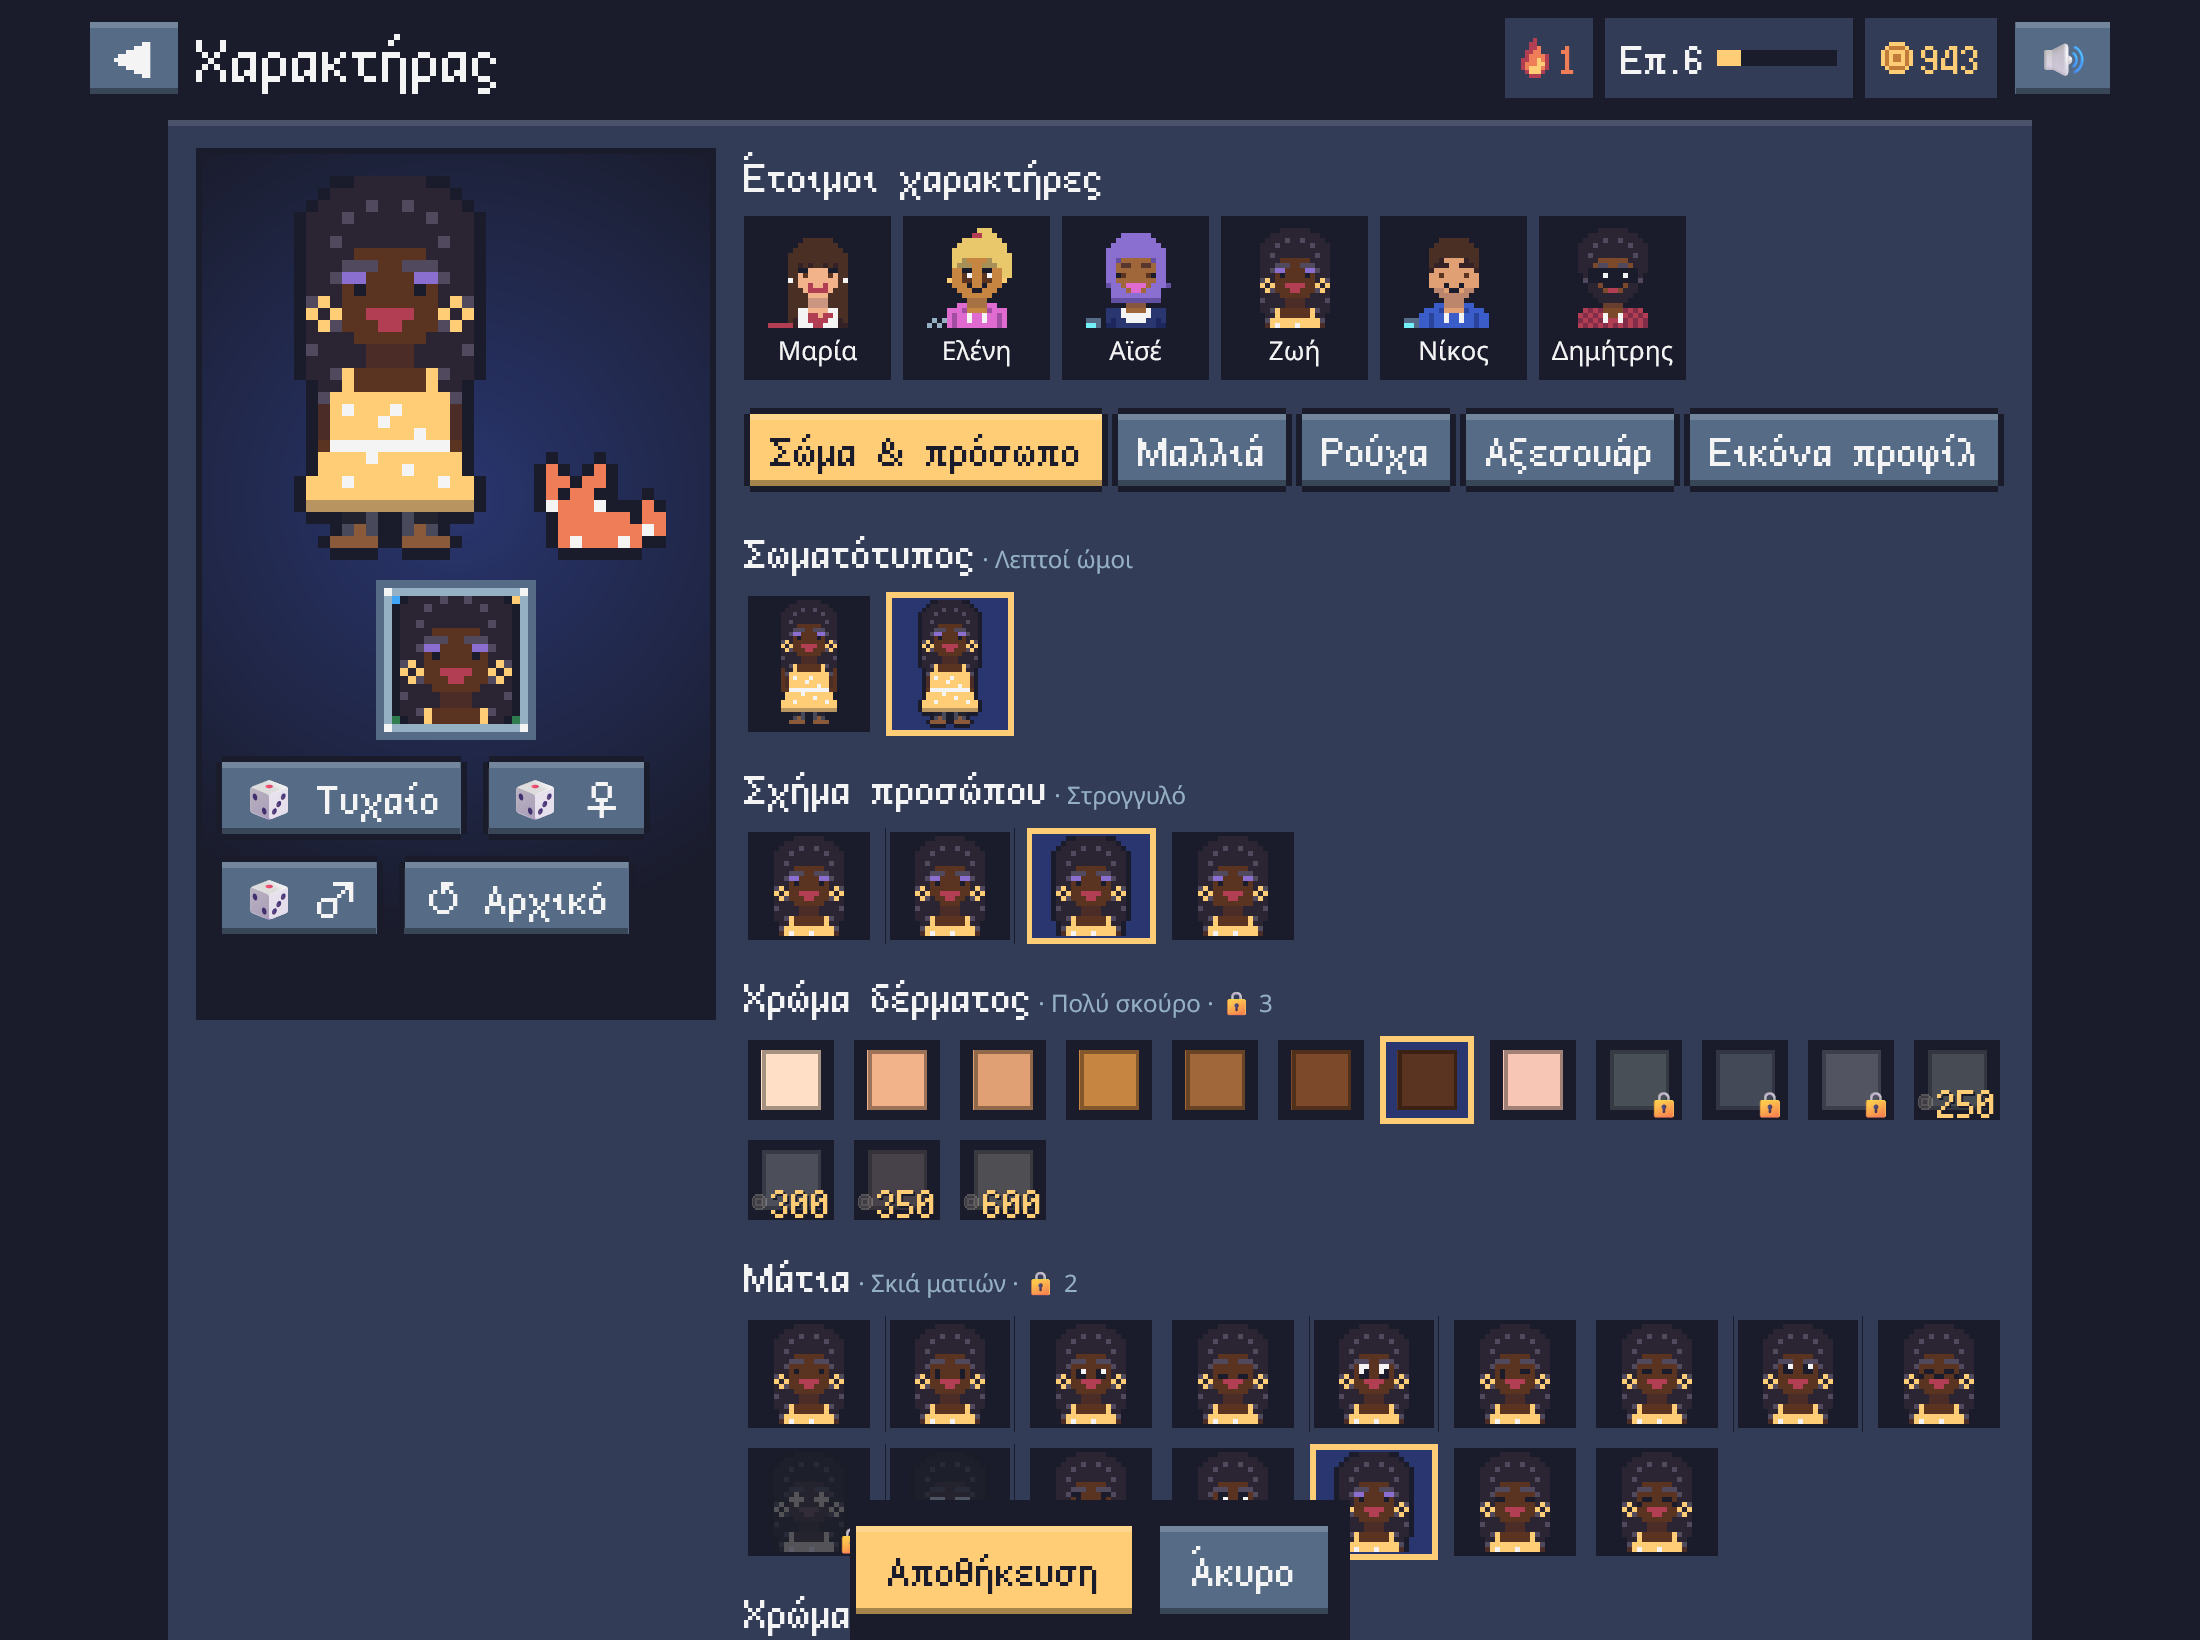 Χαρακτήρας
1
Επ.6
943
Έτοιμοι χαρακτήρες
Μαρία
Ελένη
Αϊσέ
Ζωή
Νίκος
Δημήτρης
Σώμα & πρόσωπο
Μαλλιά
Ρούχα
Αξεσουάρ
Εικόνα προφίλ
Σωματότυπος · Λεπτοί ώμοι
Τυχαίο
♀
♂
↺ Αρχικό
Σχήμα προσώπου · Στρογγυλό
Χρώμα δέρματος · Πολύ σκούρο · 🔒 3
250
300
350
600
Μάτια · Σκιά ματιών · 🔒 2
Αποθήκευση
Άκυρο
Χρώμα